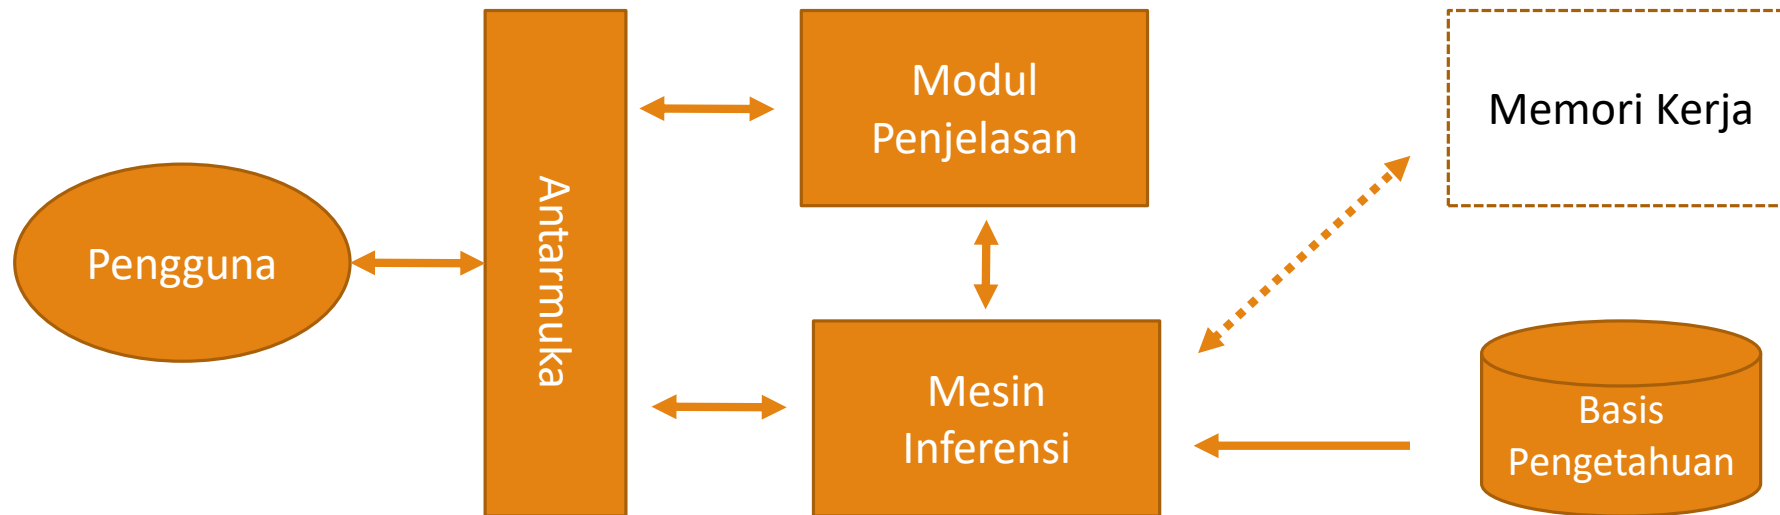 Pengguna
Antarmuka
Modul
Penjelasan
Mesin
Inferensi
Memori Kerja
Basis
Pengetahuan